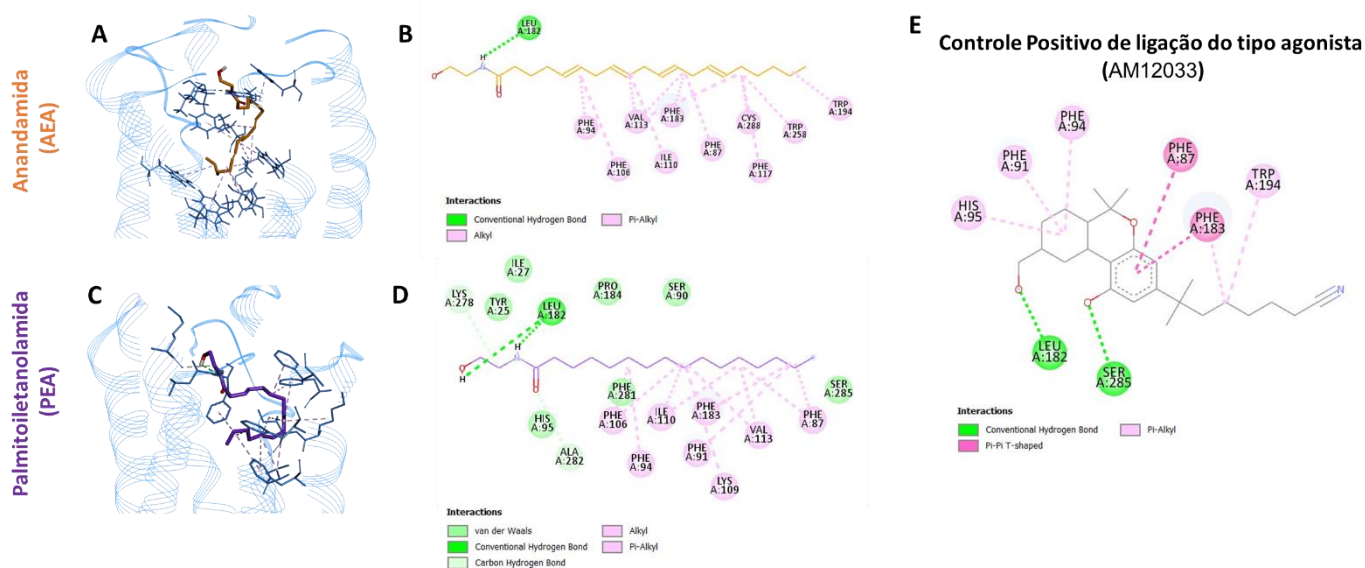 A
Anandamida
(AEA)
B
LEU
A:182
H
N
O
O
PHE
A:94
VAL
A:113
PHE
A:183
CYS
A:288
TRP
A:194
PHE
A:106
ILE
A:110
PHE
A:87
PHE
A:117
TRP
A:258
Interactions
Conventional Hydrogen Bond
Pi-Alkyl
Alkyl
C
Palmitoiletanolamida
(PEA)
D
ILE
A:27
LYS
A:278
TYR
A:25
LEU
A:182
PRO
A:184
SER
A:90
H
N
O
H
O
PHE
A:281
SER
A:285
HIS
A:95
PHE
A:106
ILE
A:110
PHE
A:183
VAL
A:113
PHE
A:87
ALA
A:282
PHE
A:94
PHE
A:91
LYS
A:109
Interactions
van der Waals
Alkyl
Conventional Hydrogen Bond
Pi-Alkyl
Carbon Hydrogen Bond
E
Controle Positivo de ligação do tipo agonista
(AM12033)
PHE
A:94
PHE
A:91
PHE
A:87
TRP
A:194
HIS
A:95
PHE
A:183
O
O
O
N
LEU
A:182
SER
A:285
Interactions
Conventional Hydrogen Bond
Pi-Alkyl
Pi-Pi T-shaped